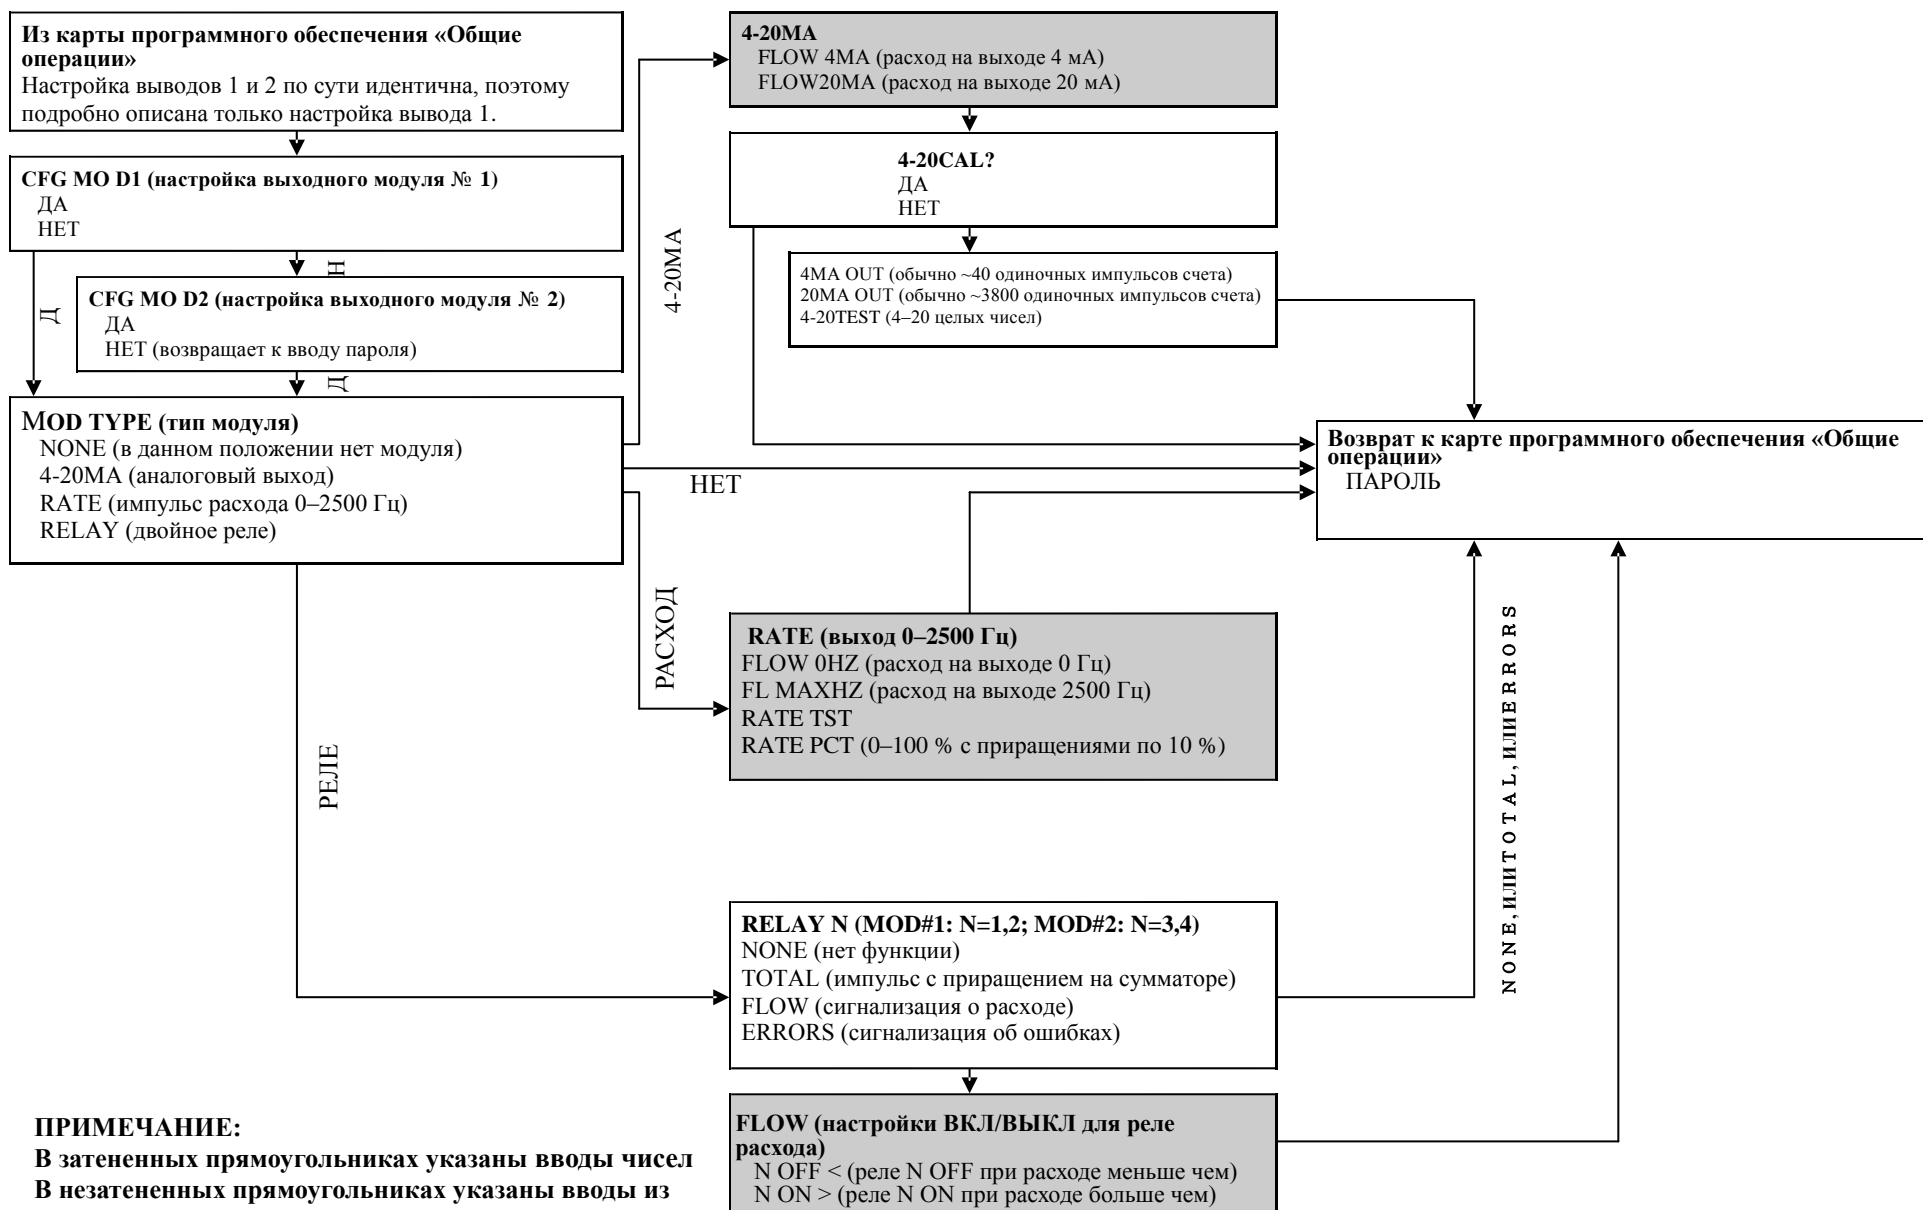 Из карты программного обеспечения «Общие
операции»
Настройка выводов 1 и 2 по сути идентична, поэтому
подробно описана только настройка вывода 1.
CFG MO D1 (настройка выходного модуля № 1)
ДА
НЕТ
Н
Д
CFG MO D2 (настройка выходного модуля № 2)
ДА
НЕТ (возвращает к вводу пароля)
Д
MOD TYPE (тип модуля)
NONE (в данном положении нет модуля)
4-20MA (аналоговый выход)
RATE (импульс расхода 0–2500 Гц)
RELAY (двойное реле)
4-20МА
НЕТ
РАСХОД
РЕЛЕ
4-20MA
FLOW 4MA (расход на выходе 4 мА)
FLOW20MA (расход на выходе 20 мА)
4-20CAL?
ДА
НЕТ
4MA OUT (обычно ~40 одиночных импульсов счета)
20MA OUT (обычно ~3800 одиночных импульсов счета)
4-20TEST (4–20 целых чисел)
Возврат к карте программного обеспечения «Общие
операции»
ПАРОЛЬ
RATE (выход 0–2500 Гц)
FLOW 0HZ (расход на выходе 0 Гц)
FL MAXHZ (расход на выходе 2500 Гц)
RATE TST
RATE PCT (0–100 % с приращениями по 10 %)
NONE, ИЛИ TOTAL, ИЛИ ERRORS
RELAY N (MOD#1: N=1,2; MOD#2: N=3,4)
NONE (нет функции)
TOTAL (импульс с приращением на сумматоре)
FLOW (сигнализация о расходе)
ERRORS (сигнализация об ошибках)
FLOW (настройки ВКЛ/ВЫКЛ для реле
расхода)
N OFF < (реле N OFF при расходе меньше чем)
N ON > (реле N ON при расходе больше чем)
ПРИМЕЧАНИЕ:
В затененных прямоугольниках указаны вводы чисел
В незатененных прямоугольниках указаны вводы из